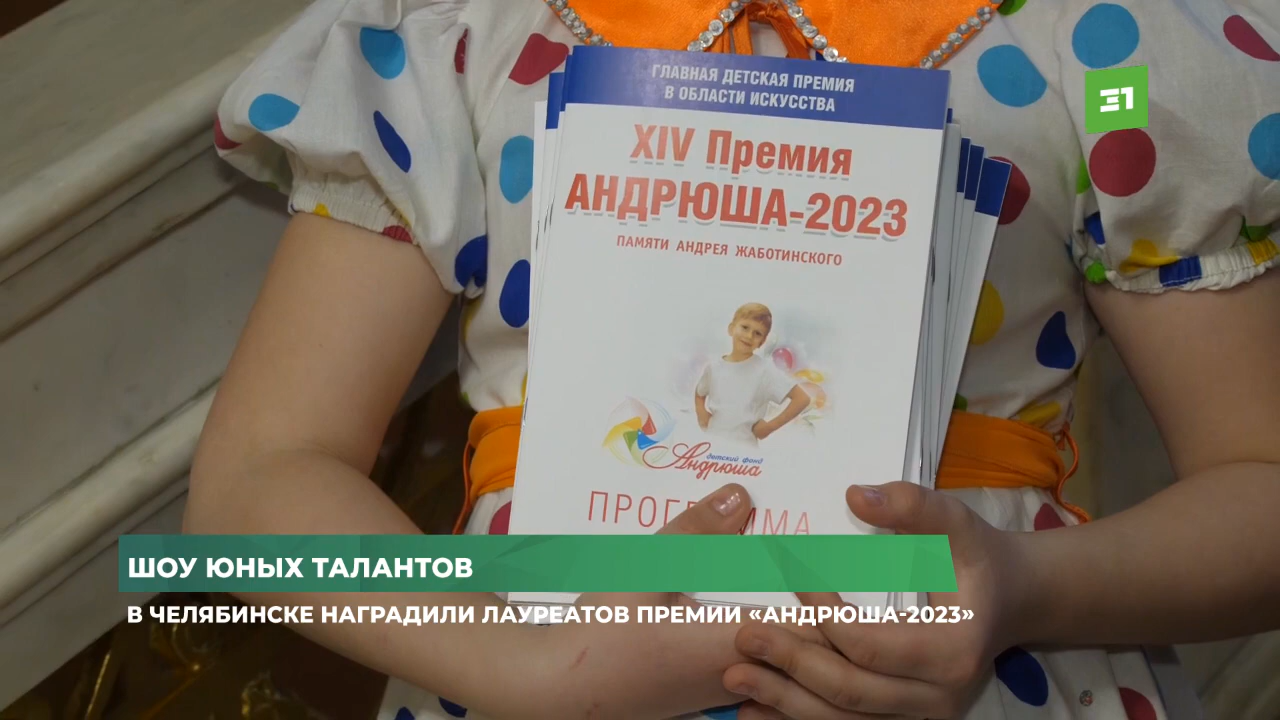 ГЛАВНАЯ ДЕТСКАЯ ПРЕМИЯ
В ОБЛАСТИ ИСКУССТВА
XIV Премия
АНДРЮША-2023
ПАМЯТИ АНДРЕЯ ЖАБОТИНСКОГО
детский фонд
Андрюша
31
ШОУ ЮНЫХ ТАЛАНТОВ
В ЧЕЛЯБИНСКЕ НАГРАДИЛИ ЛАУРЕАТОВ ПРЕМИИ «АНДРЮША-2023»